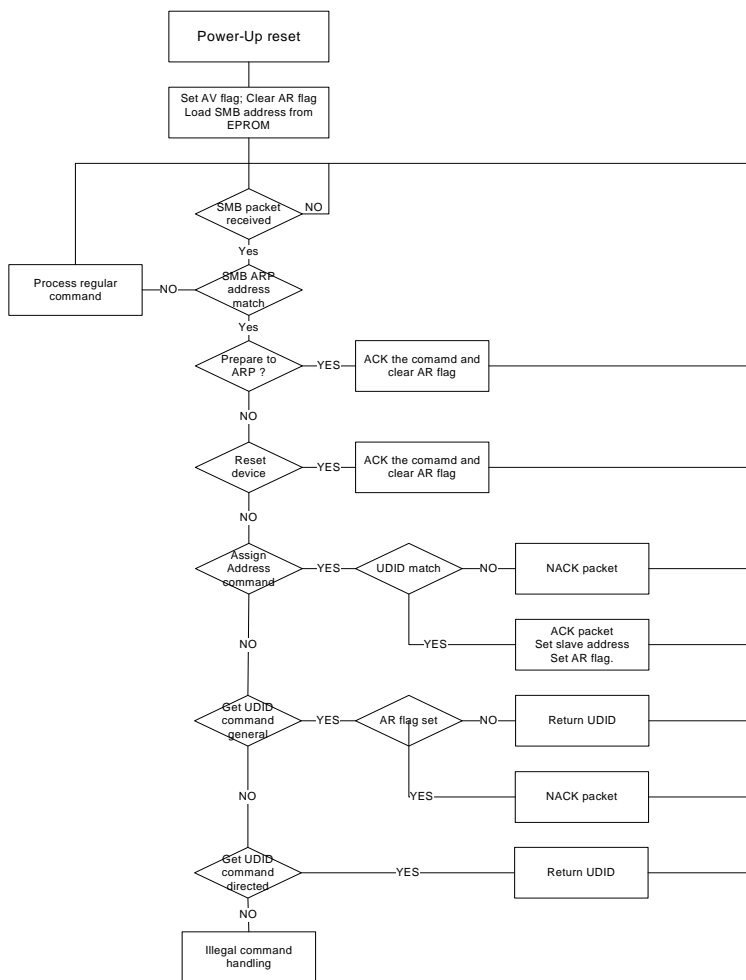 Power-Up reset
Set AV flag; Clear AR flag
Load SMB address from
EPROM
SMB packet
received
NO
Yes
Process regular
command
NO
SMB ARP
address
match
Yes
Prepare to
ARP ?
YES
ACK the comamd and
clear AR flag
NO
Reset
device
YES
ACK the comamd and
clear AR flag
NO
Assign
Address
command
YES
UDID match
NO
NACK packet
YES
ACK packet
Set slave address
Set AR flag.
NO
Get UDID
command
general
YES
AR flag set
NO
Return UDID
YES
NACK packet
NO
Get UDID
command
directed
YES
Return UDID
NO
Illegal command
handling